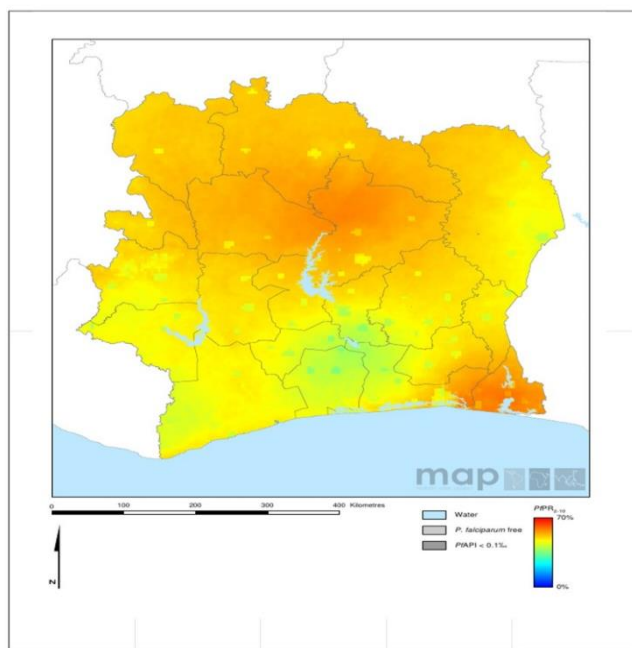 map
0 100 200 300 400 Kilometres
Water
P. falciparum free
PfAPI < 0.1‰
PfPR2-10
70%
0%
N